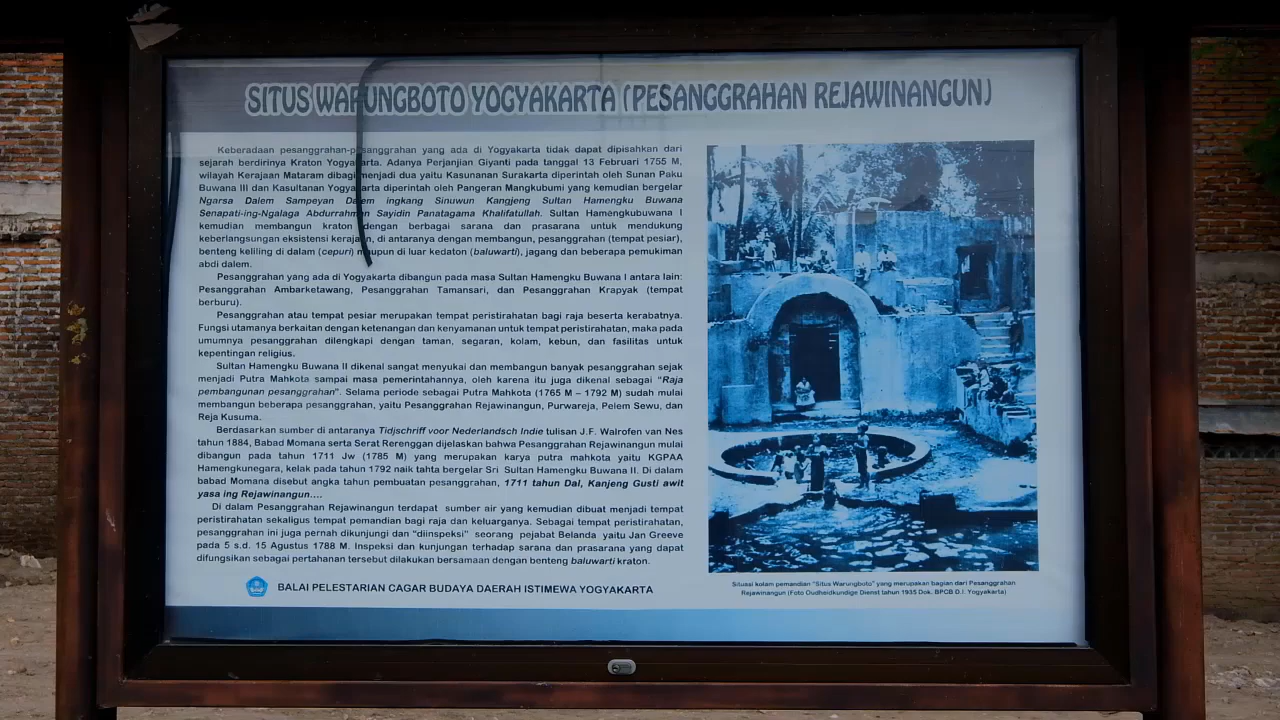 SITUS WARUNGBOTO YOGYAKARTA (PESANGGRAHAN REJAWINANGUN)
Keberadaan pesanggrahan-pesanggrahan yang ada di Yogyakarta tidak dapat dipisahkan dari
sejarah berdirinya Kraton Yogyakarta. Adanya Perjanjian Giyanti pada tanggal 13 Februari 1755 M,
wilayah Kerajaan Mataram dibagi menjadi dua yaitu Kasunanan Surakarta diperintah oleh Sunan Paku
Buwana III dan Kasultanan Yogyakarta diperintah oleh Pangeran Mangkubumi yang kemudian bergelar
Ngarsa Dalem Sampeyan Dalem ingkang Sinuwun Kangjeng Sultan Hamengku Buwana
Senapati-ing-Ngalaga Abdurrahman Sayidin Panatagama Khalifatullah. Sultan Hamengkubuwana I
kemudian membangun kraton dengan berbagai sarana dan prasarana untuk mendukung
keberlangsungan eksistensi kerajaan, di antaranya dengan membangun, pesanggrahan (tempat pesiar),
benteng keliling di dalam (cepuri) maupun di luar kedaton (baluwarti), jagang dan beberapa pemukiman
abdi dalem.
Pesanggrahan yang ada di Yogyakarta dibangun pada masa Sultan Hamengku Buwana I antara lain:
Pesanggrahan Ambarketawang, Pesanggrahan Tamansari, dan Pesanggrahan Krapyak (tempat
berburu).
Pesanggrahan atau tempat pesiar merupakan tempat peristirahatan bagi raja beserta kerabatnya.
Fungsi utamanya berkaitan dengan ketenangan dan kenyamanan untuk tempat peristirahatan, maka pada
umumnya pesanggrahan dilengkapi dengan taman, segaran, kolam, kebun, dan fasilitas untuk
kepentingan religius.
Sultan Hamengku Buwana II dikenal sangat menyukai dan membangun banyak pesanggrahan sejak
menjadi Putra Mahkota sampai masa pemerintahannya, oleh karena itu juga dikenal sebagai "Raja
pembangunan pesanggrahan". Selama periode sebagai Putra Mahkota (1765 M – 1792 M) sudah mulai
membangun beberapa pesanggrahan, yaitu Pesanggrahan Rejawinangun, Purwareja, Pelem Sewu, dan
Reja Kusuma.
Berdasarkan sumber di antaranya Tidjschrift voor Nederlandsch Indie tulisan J.F. Walrofen van Nes
tahun 1884, Babad Momana serta Serat Rerenggan dijelaskan bahwa Pesanggrahan Rejawinangun mulai
dibangun pada tahun 1711 Jw (1785 M) yang merupakan karya putra mahkota yaitu KGPAA
Hamengkunegara, kelak pada tahun 1792 naik tahta bergelar Sri Sultan Hamengku Buwana II. Di dalam
babad Momana disebut angka tahun pembuatan pesanggrahan, 1711 tahun Dal, Kanjeng Gusti awit
yasa ing Rejawinangun....
Di dalam Pesanggrahan Rejawinangun terdapat sumber air yang kemudian dibuat menjadi tempat
peristirahatan sekaligus tempat pemandian bagi raja dan keluarganya. Sebagai tempat peristirahatan,
pesanggrahan ini juga pernah dikunjungi dan "diinspeksi" seorang pejabat Belanda yaitu Jan Greeve
pada 5 s.d. 15 Agustus 1788 M. Inspeksi dan kunjungan terhadap sarana dan prasarana yang dapat
difungsikan sebagai pertahanan tersebut dilakukan bersamaan dengan benteng baluwarti kraton.
BALAI PELESTARIAN CAGAR BUDAYA DAERAH ISTIMEWA YOGYAKARTA
Situasi kolam pemandian "Situs Warungboto" yang merupakan bagian dari Pesanggrahan
Rejawinangun (Foto Oudheidkundige Dienst tahun 1935 Dok. BPCB D.I. Yogyakarta)